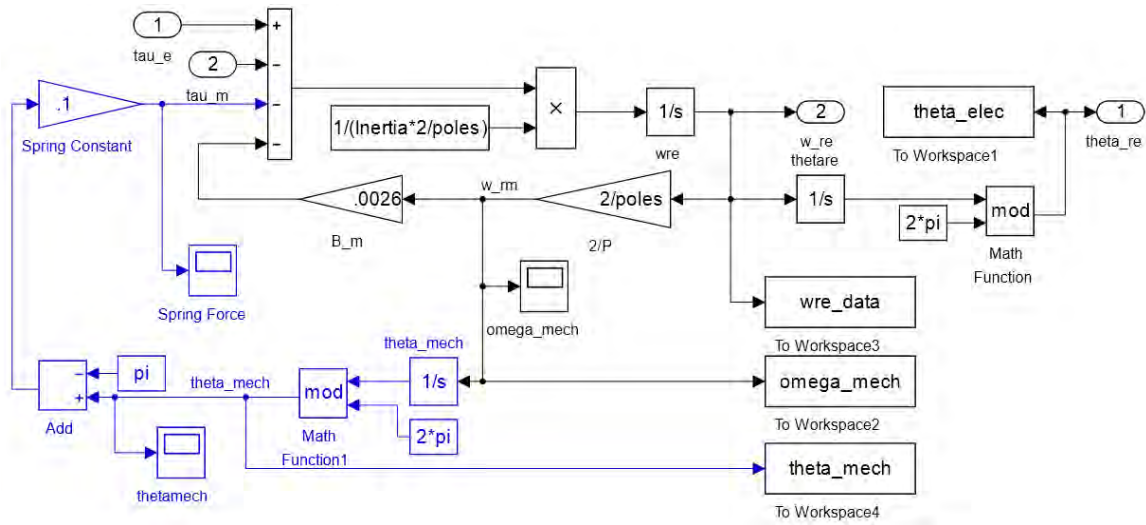 1
+
tau_e
2
−
.1
tau_m
−
×
1/s
2
theta_elec
1
Spring Constant
1/(Inertia*2/poles)
−
wre
w_re
To Workspace1
theta_re
thetare
w_rm
.0026
2/poles
1/s
mod
2*pi
B_m
2/P
Math
Function
Spring Force
omega_mech
wre_data
To Workspace3
theta_mech
pi
−
+
theta_mech
mod
1/s
omega_mech
Add
Math
Function1
2*pi
To Workspace2
thetamech
theta_mech
To Workspace4